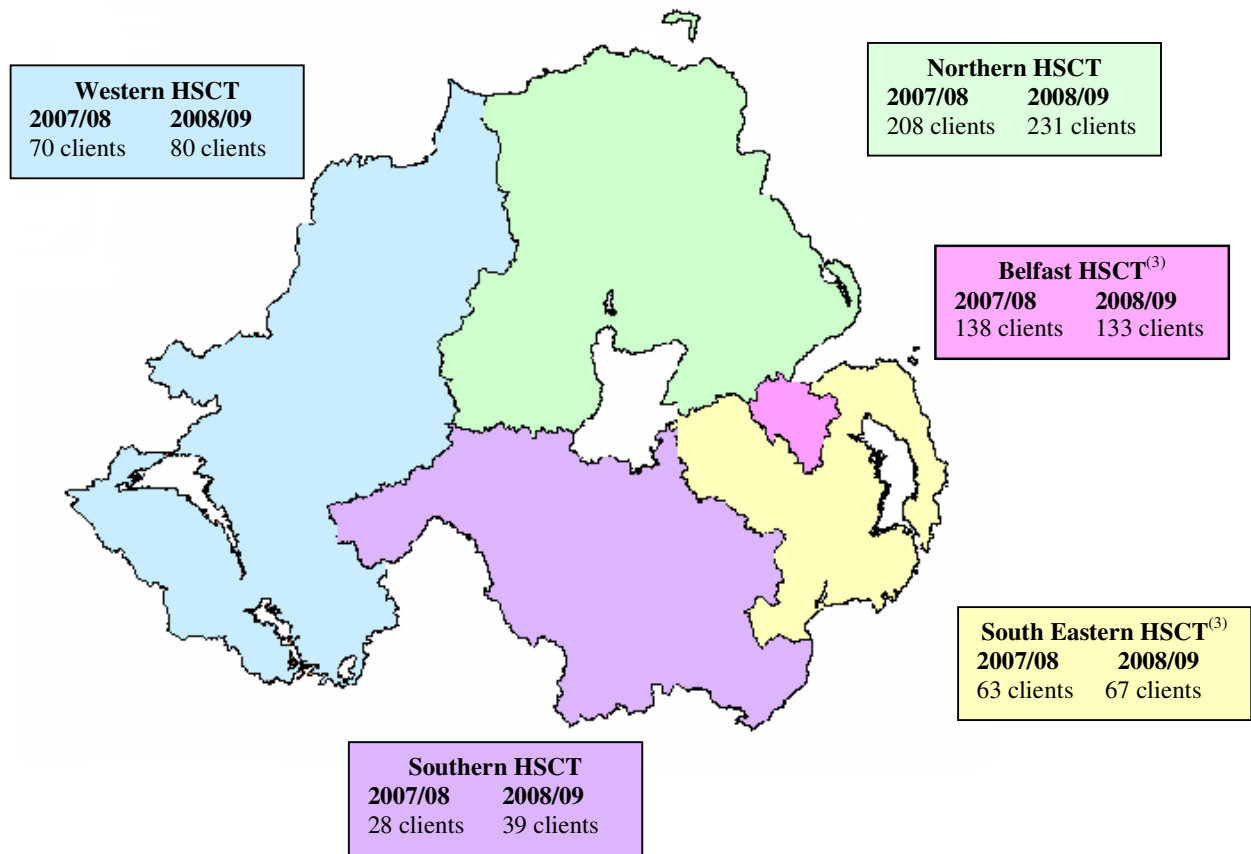 Western HSCT
2007/08 2008/09
70 clients 80 clients
Northern HSCT
2007/08 2008/09
208 clients 231 clients
Belfast HSCT(3)
2007/08 2008/09
138 clients 133 clients
South Eastern HSCT(3)
2007/08 2008/09
63 clients 67 clients
Southern HSCT
2007/08 2008/09
28 clients 39 clients